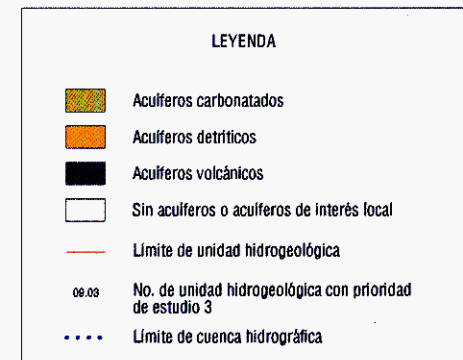 LEYENDA
Acuíferos carbonatados
Acuíferos detríticos
Acuíferos volcánicos
Sin acuíferos o acuíferos de interés local
Límite de unidad hidrogeológica
09.03 No. de unidad hidrogeológica con prioridad
de estudio 3
Límite de cuenca hidrográfica